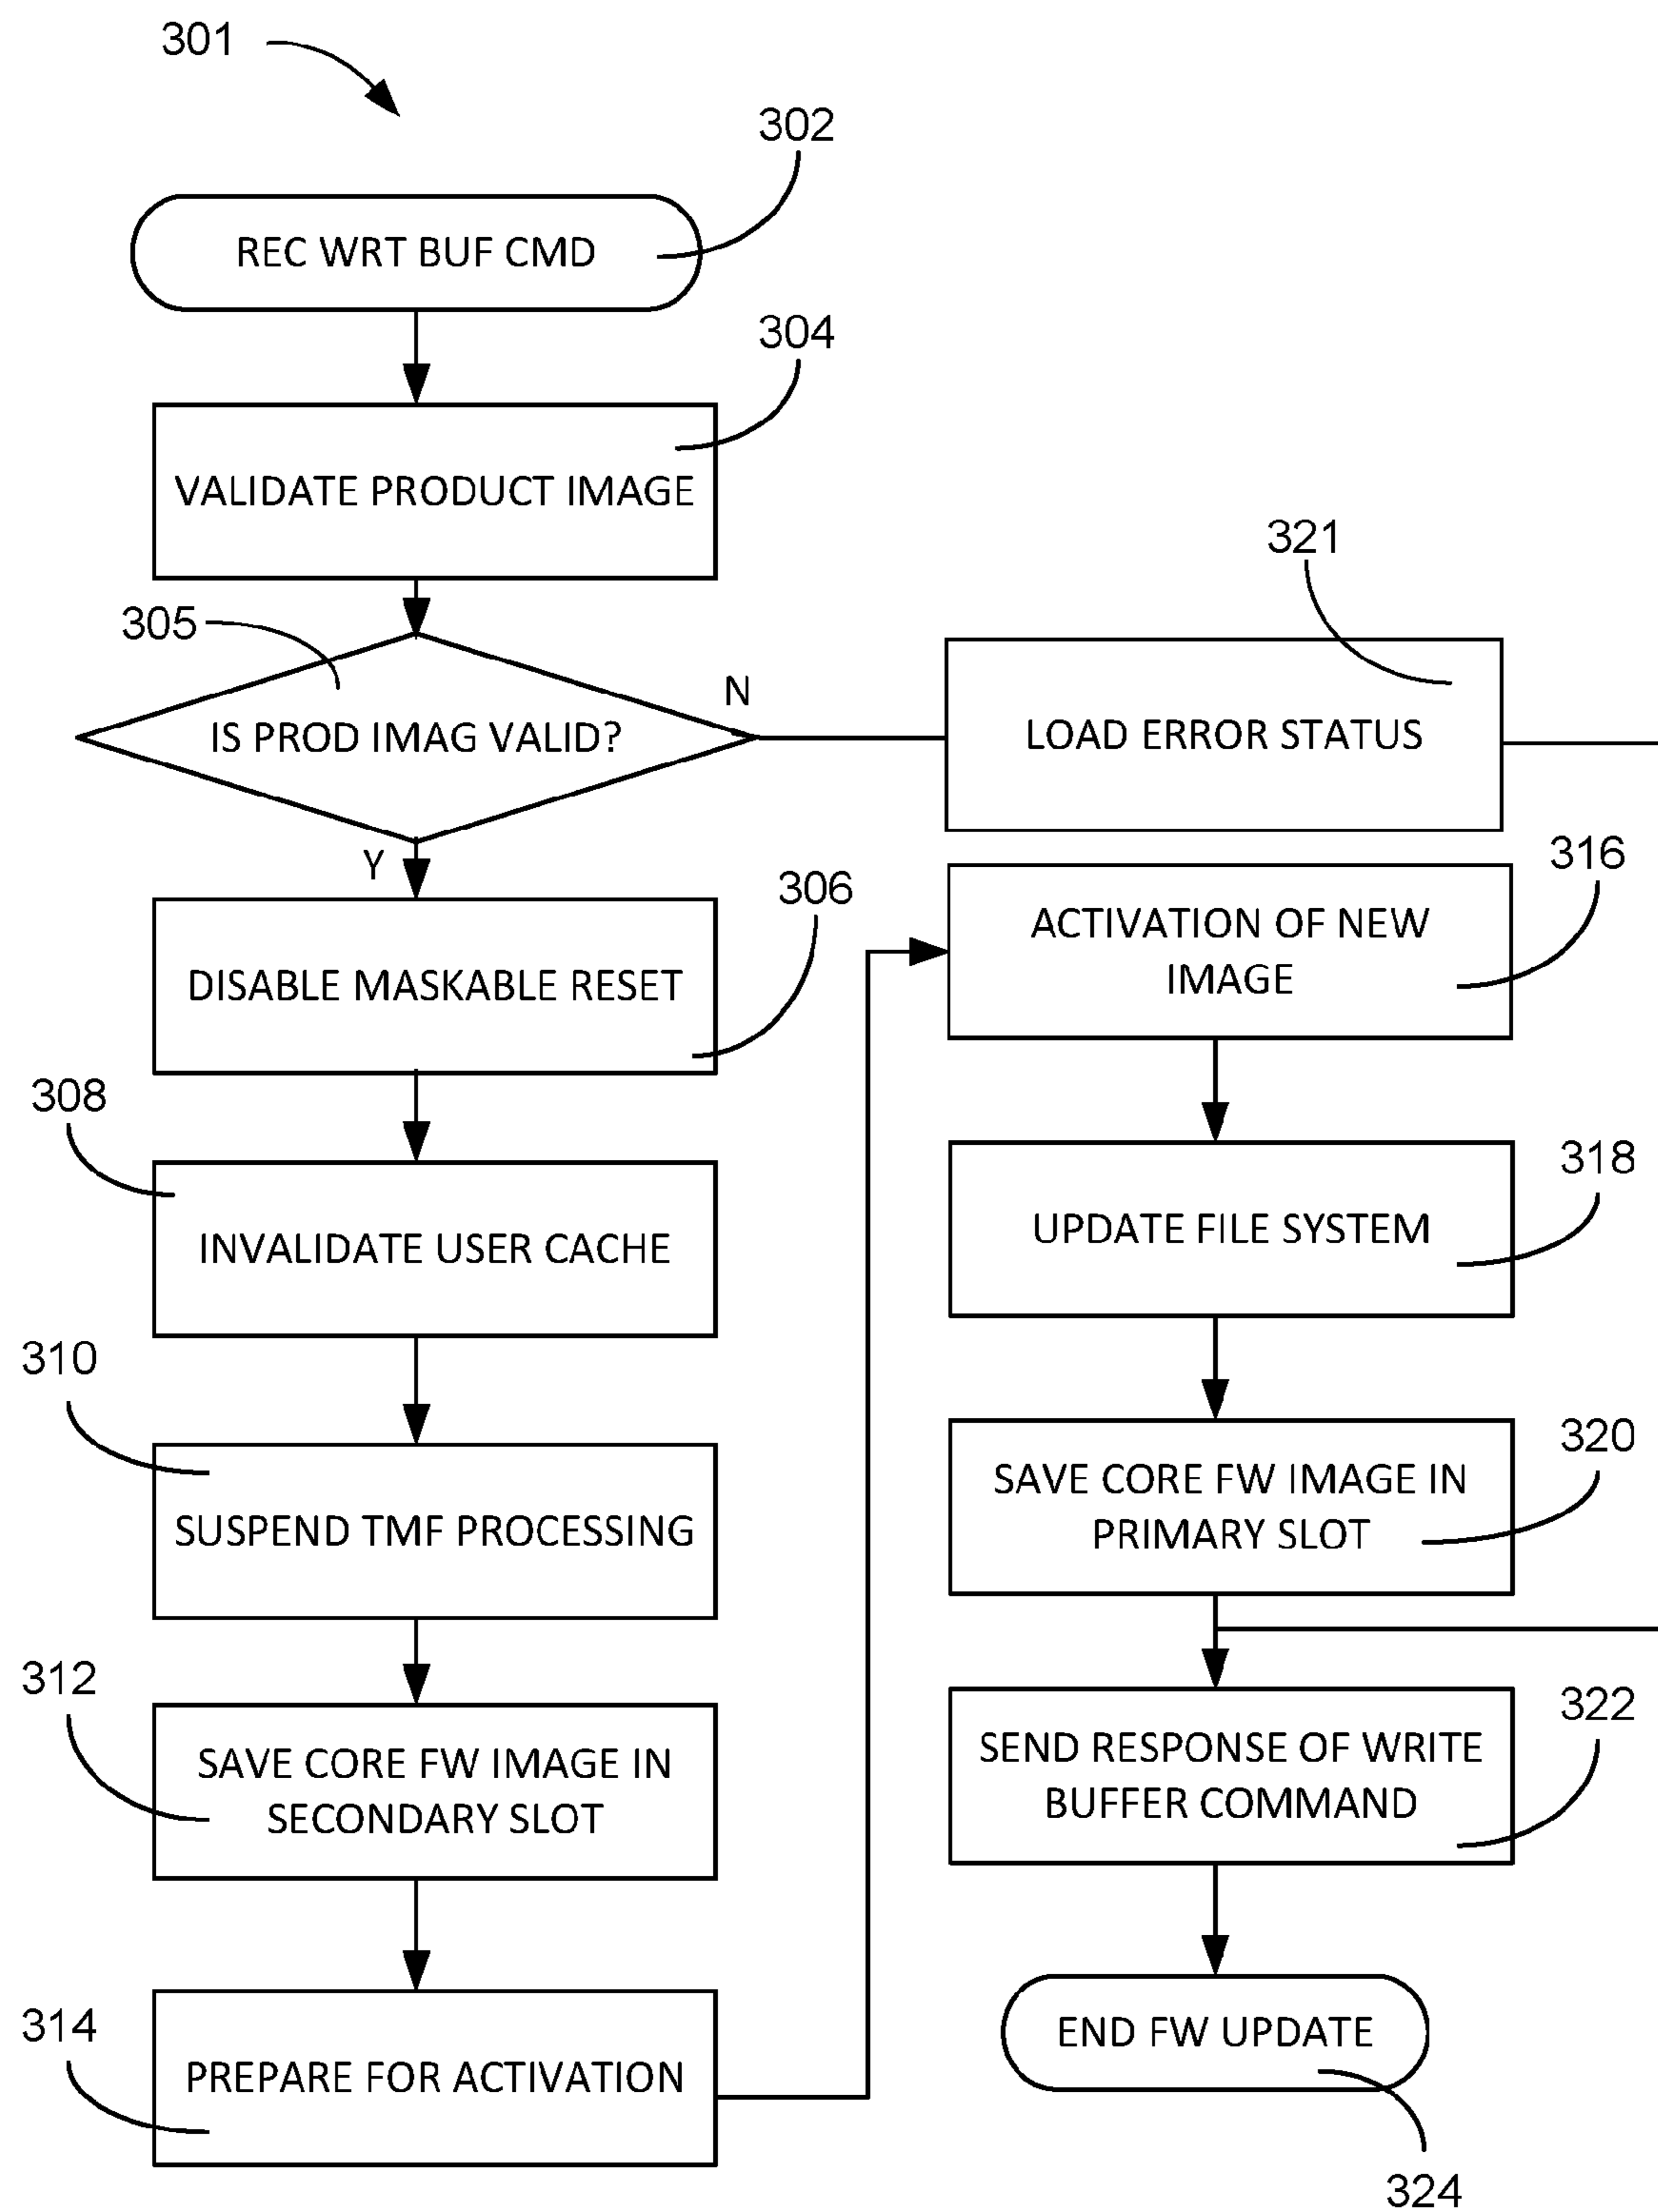 301
302
REC WRT BUF CMD
304
VALIDATE PRODUCT IMAGE
305
IS PROD IMAG VALID?
N
Y
321
LOAD ERROR STATUS
306
DISABLE MASKABLE RESET
308
INVALIDATE USER CACHE
310
SUSPEND TMF PROCESSING
312
SAVE CORE FW IMAGE IN
SECONDARY SLOT
314
PREPARE FOR ACTIVATION
316
ACTIVATION OF NEW
IMAGE
318
UPDATE FILE SYSTEM
320
SAVE CORE FW IMAGE IN
PRIMARY SLOT
322
SEND RESPONSE OF WRITE
BUFFER COMMAND
END FW UPDATE
324